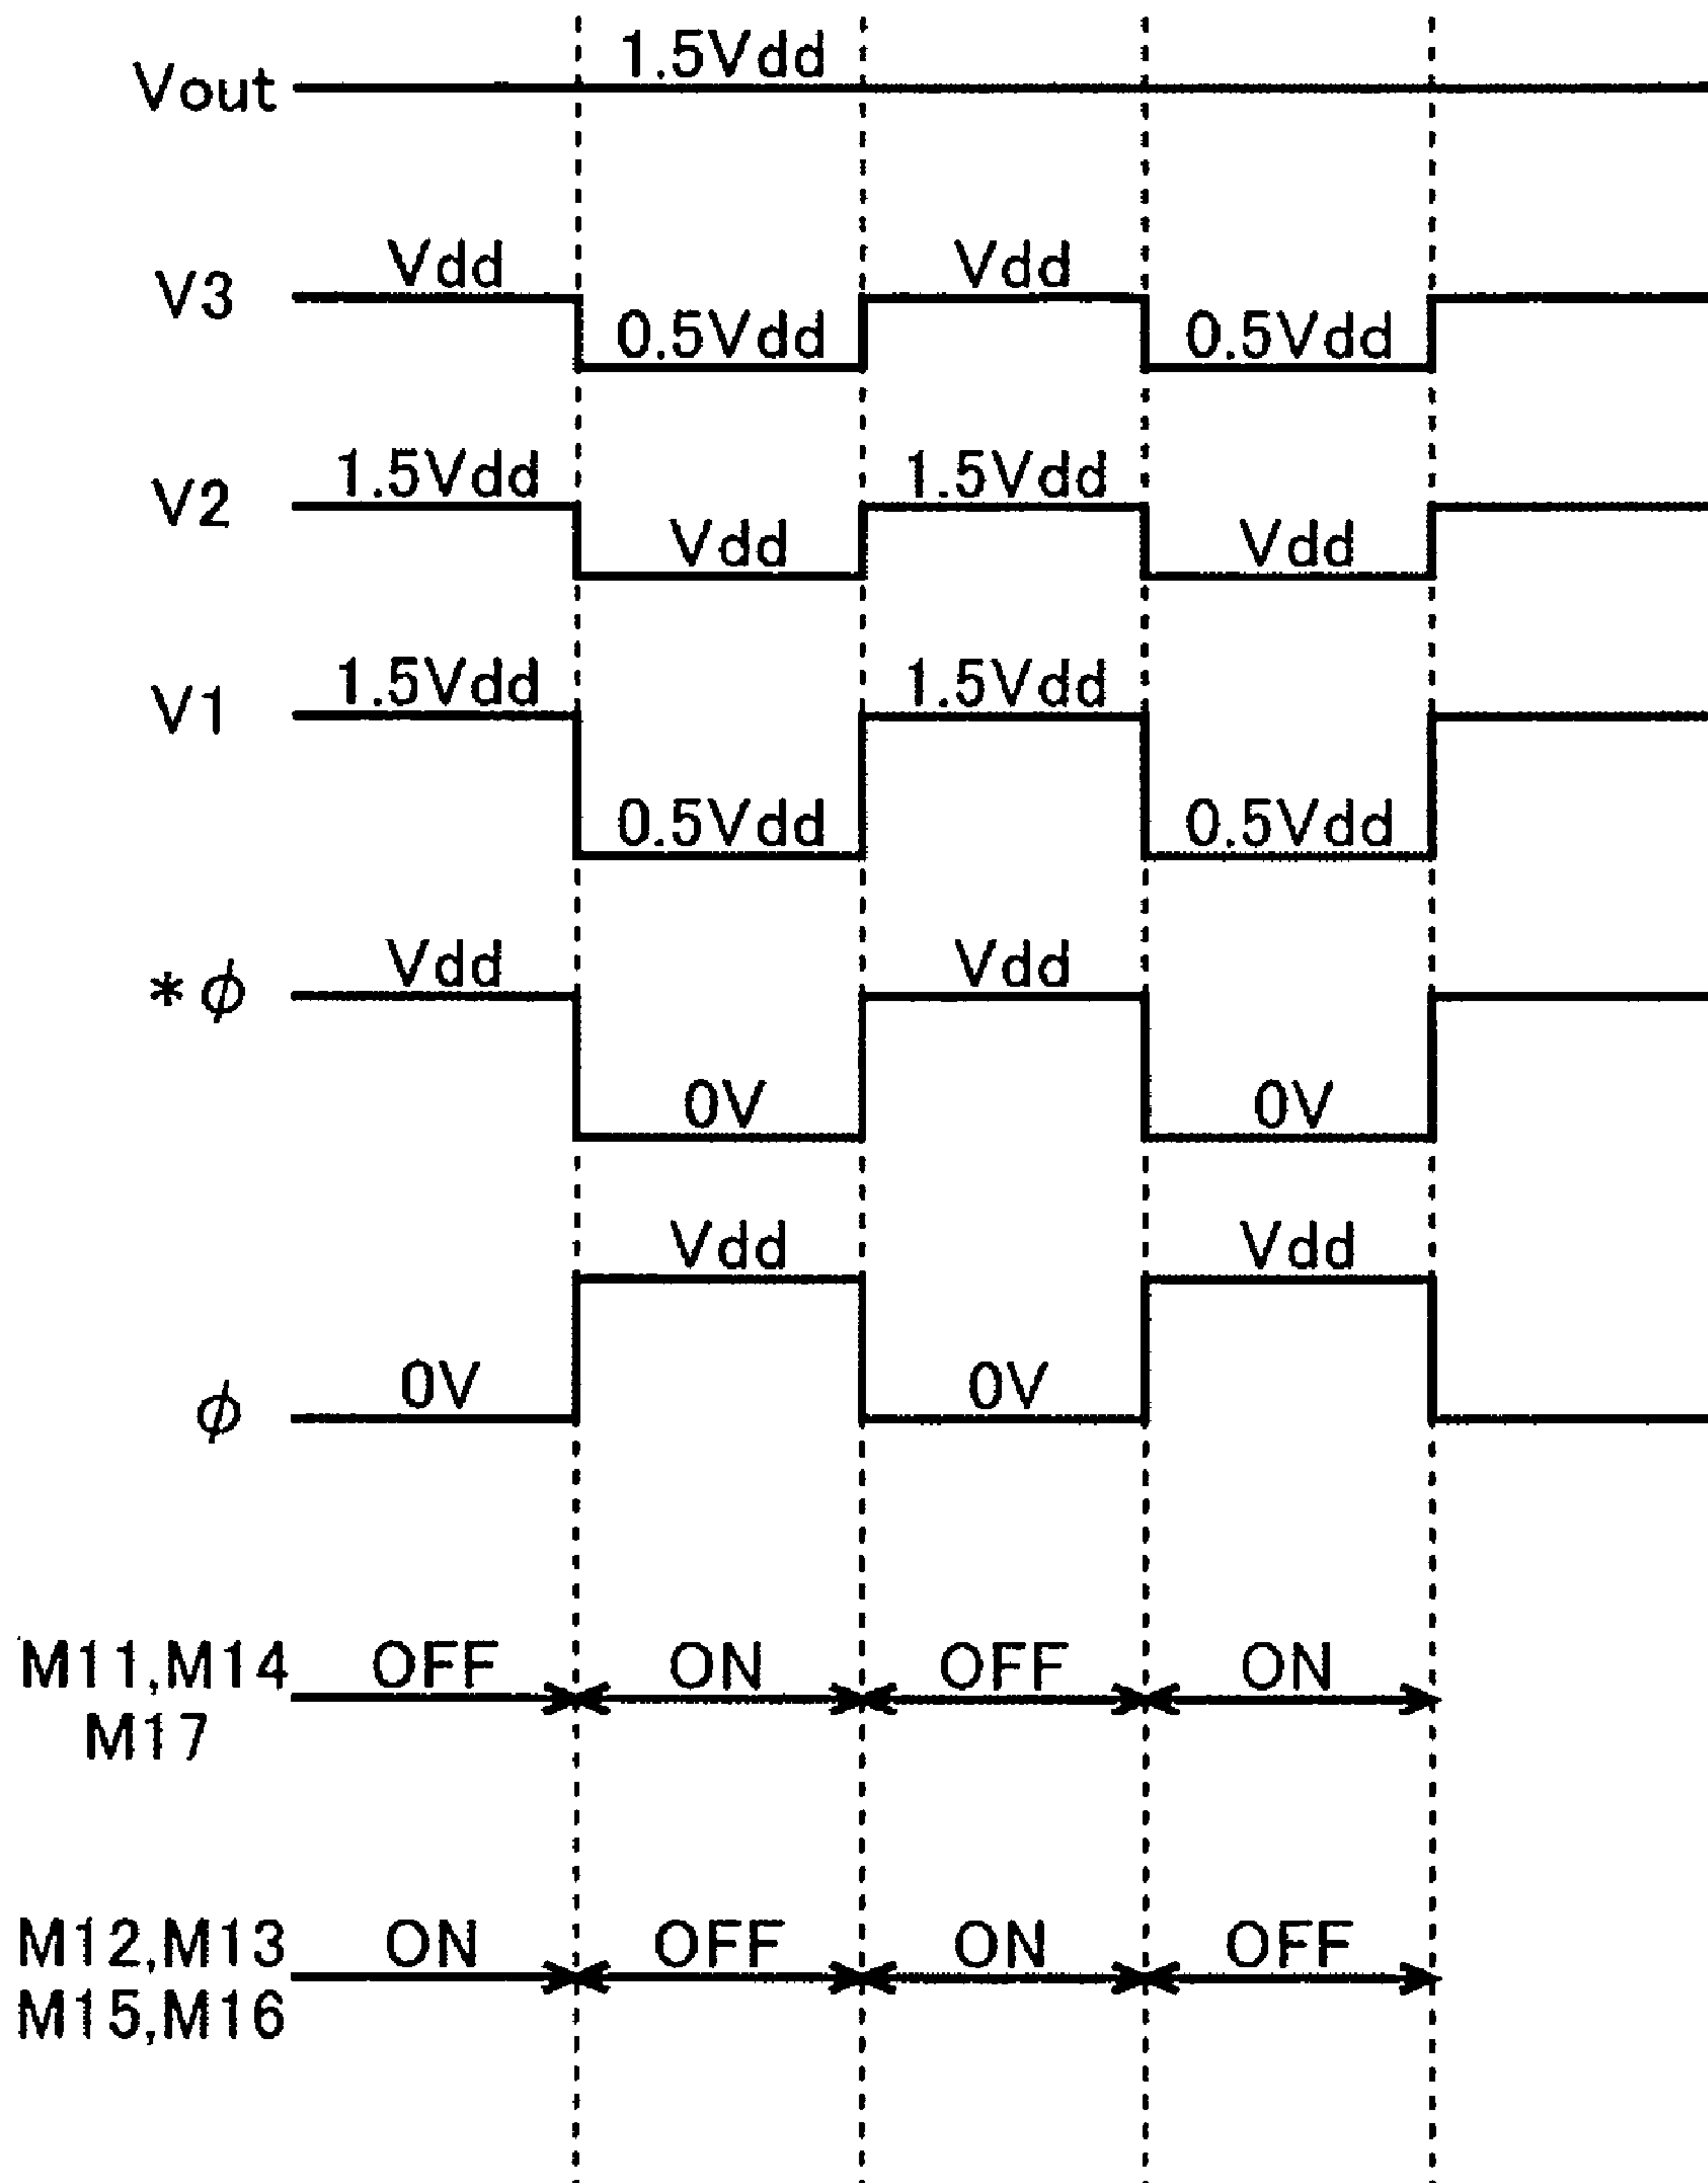 1.5Vdd
Vout
Vdd Vdd
V3
0.5Vdd 0.5Vdd
1.5Vdd 1.5Vdd
V2
Vdd Vdd
1.5Vdd 1.5Vdd
V1
0.5Vdd 0.5Vdd
Vdd Vdd
*ϕ
0V 0V
Vdd Vdd
0V 0V
ϕ
M11,M14 OFF ON OFF ON
M17
M12,M13 ON OFF ON OFF
M15,M16